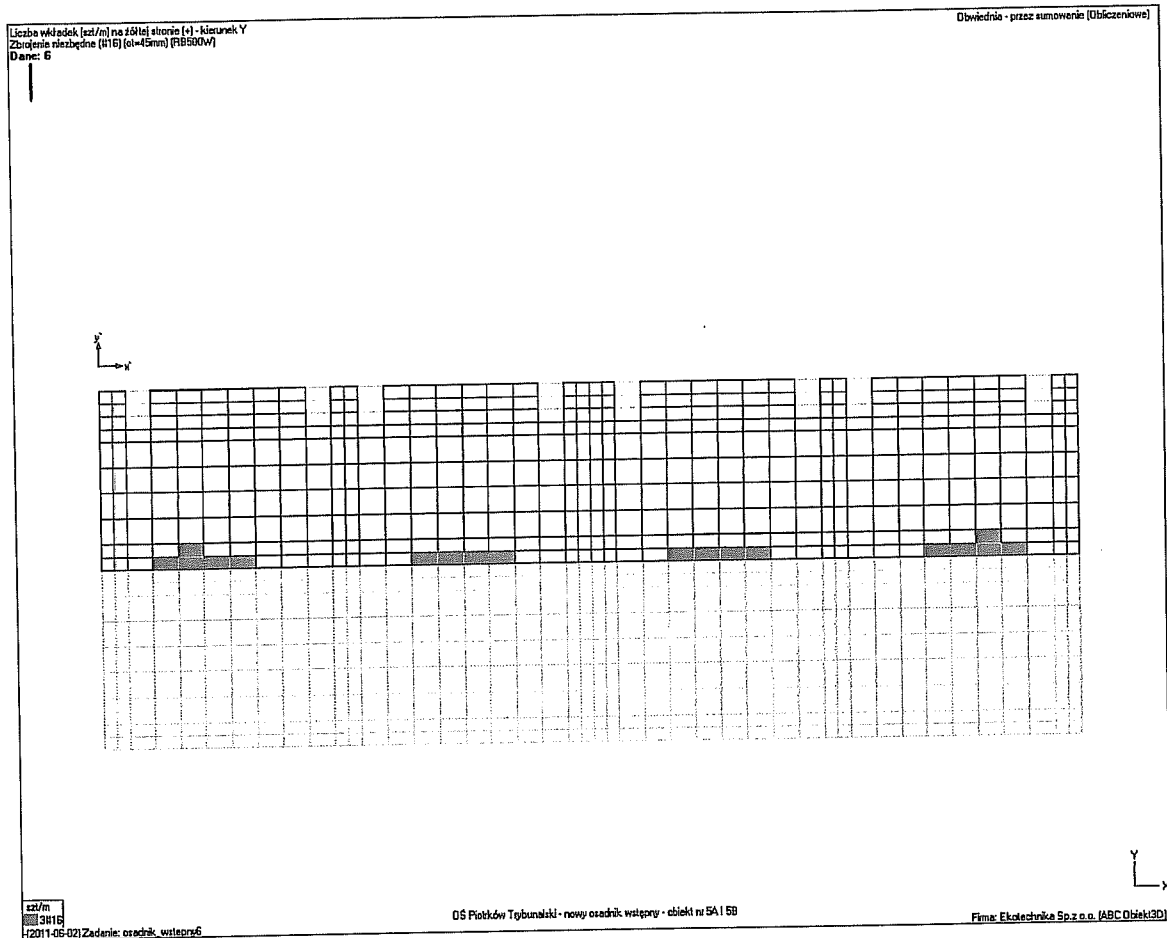 Liczba wkładek [szt/m] na żółtej stronie (+) - kierunek Y
Zbrojenie niezbędne (#16) (ot=45mm) (RB500W)
Dane: 6
Obwiednia - przez sumowanie (Obliczeniowe)
y`
x`
Y
X
szt/m
3#16
(2011-06-02) Zadanie: osadnik_wstepny6
OŚ Piotrków Trybunalski - nowy osadnik wstępny - obiekt nr 5A i 5B
Firma: Ekotechnika Sp.z o.o. (ABC Obiekt3D)